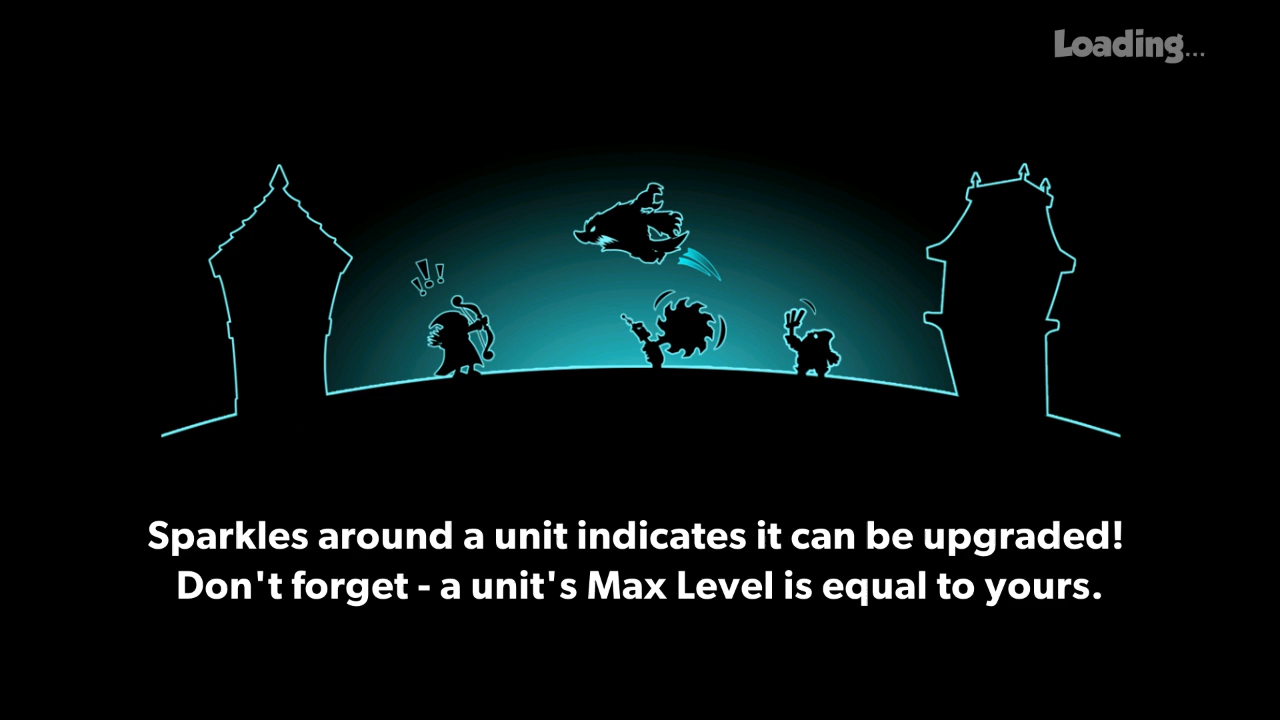 Loading...
!!!
Sparkles around a unit indicates it can be upgraded!
Don't forget - a unit's Max Level is equal to yours.